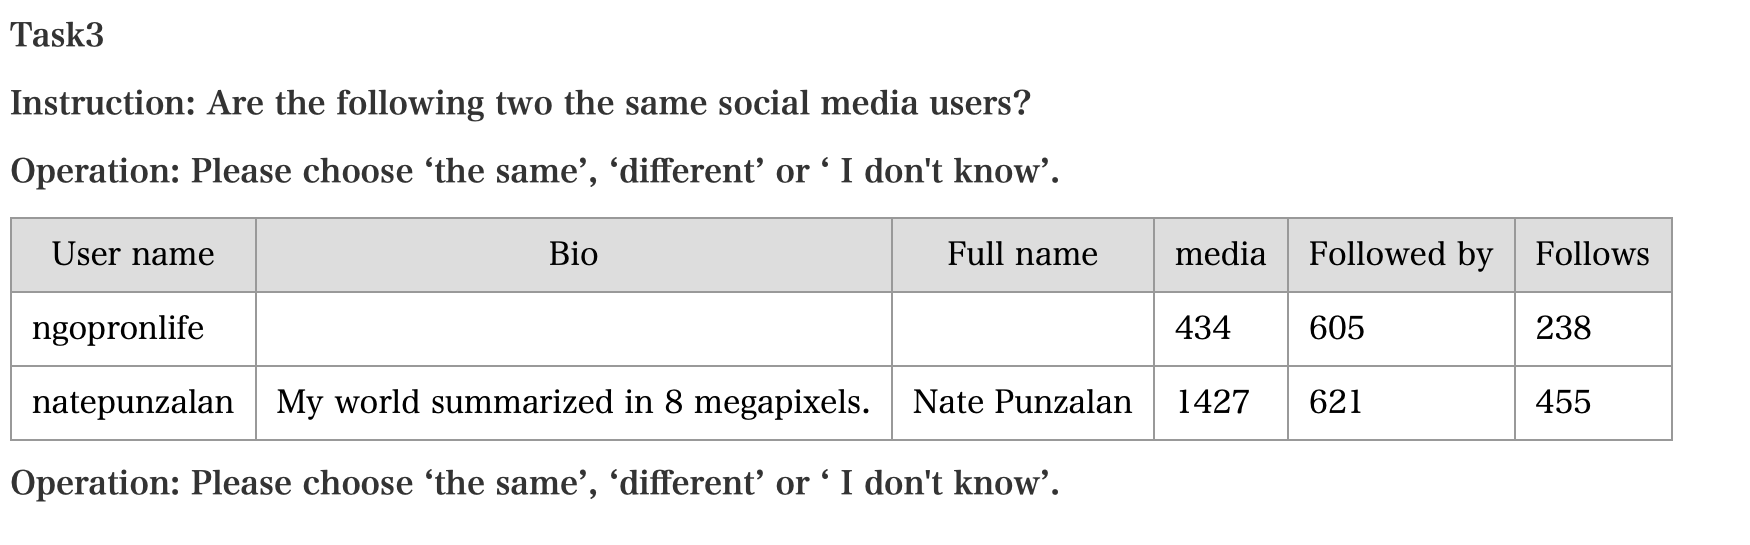 Task3
Instruction: Are the following two the same social media users?
Operation: Please choose ‘the same’, ‘different’ or ‘ I don't know’.
User name Bio Full name media Followed by Follows
ngopronlife 434 605 238
natepunzalan My world summarized in 8 megapixels. Nate Punzalan 1427 621 455
Operation: Please choose ‘the same’, ‘different’ or ‘ I don't know’.